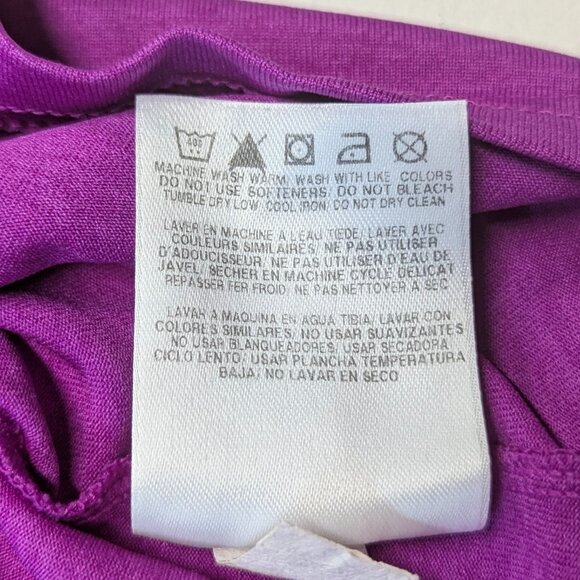 40C
MACHINE WASH WARM, WASH WITH LIKE COLORS
DO NOT USE SOFTENERS/ DO NOT BLEACH
TUMBLE DRY LOW/ COOL IRON/ DO NOT DRY CLEAN
LAVER EN MACHINE À L'EAU TIÈDE/ LAVER AVEC
COULEURS SIMILAIRES/ NE PAS UTILISER
D'ADOUCISSEUR/ NE PAS UTILISER D'EAU DE
JAVEL/ SÉCHER EN MACHINE CYCLE DÉLICAT
REPASSER FER FROID/ NE PAS NETTOYER À SEC
LAVAR A MAQUINA EN AGUA TIBIA/ LAVAR CON
COLORES SIMILARES/ NO USAR SUAVIZANTES
NO USAR BLANQUEADORES/ USAR SECADORA
CICLO LENTO/ USAR PLANCHA TEMPERATURA
BAJA/ NO LAVAR EN SECO